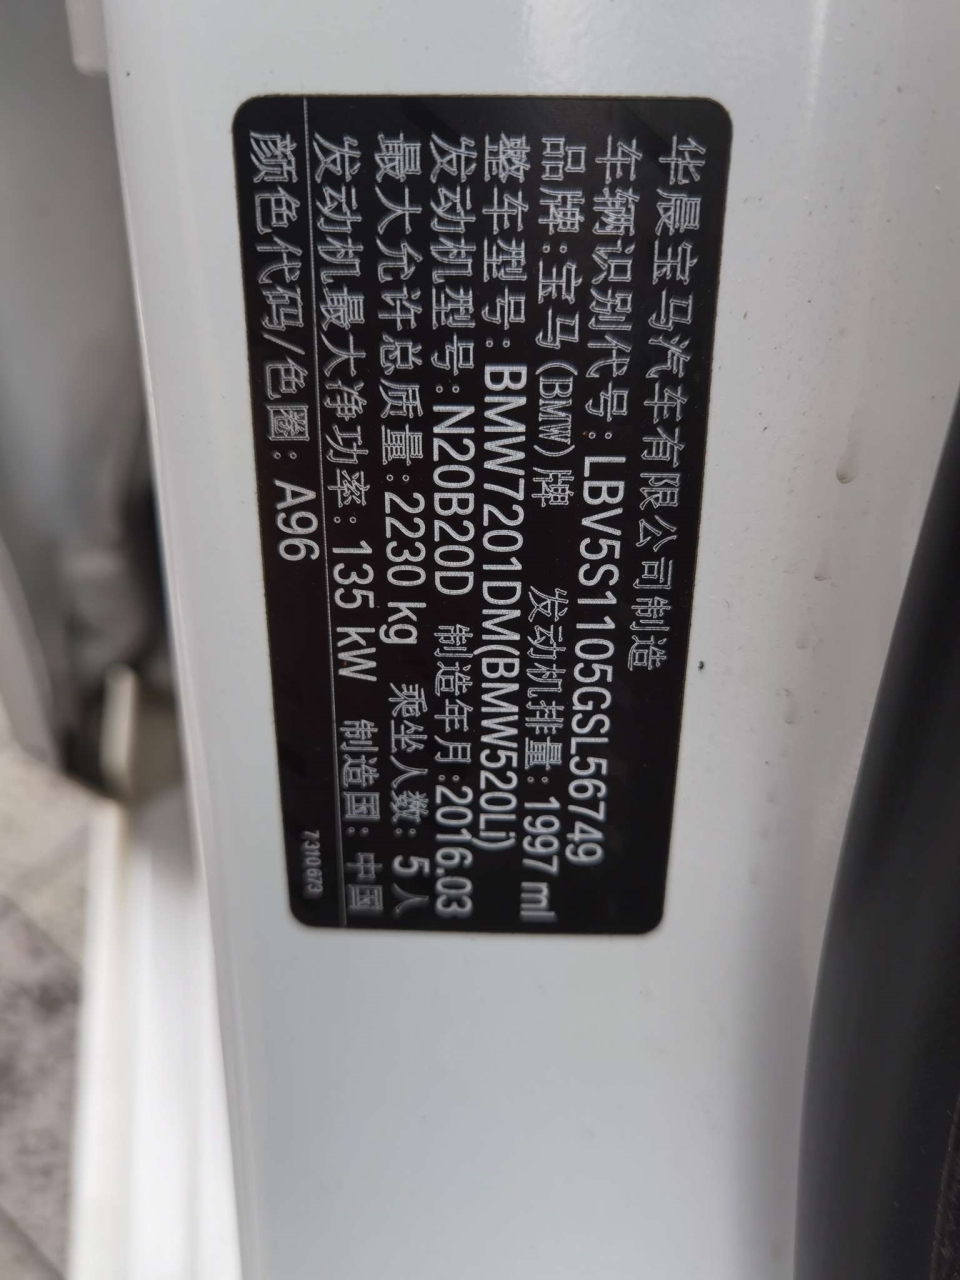 华晨宝马汽车有限公司制造
车辆识别代号:LBV5S1105GSL56749
品牌:宝马(BMW)牌 发动机排量:1997 ml
整车型号:BMW7201DM(BMW520Li)
发动机型号:N20B20D 制造年月:2016.03
最大允许总质量:2230 kg 乘坐人数:5人
发动机最大净功率:135 kW 制造国:中国
颜色代码/色圈:A96
7310673